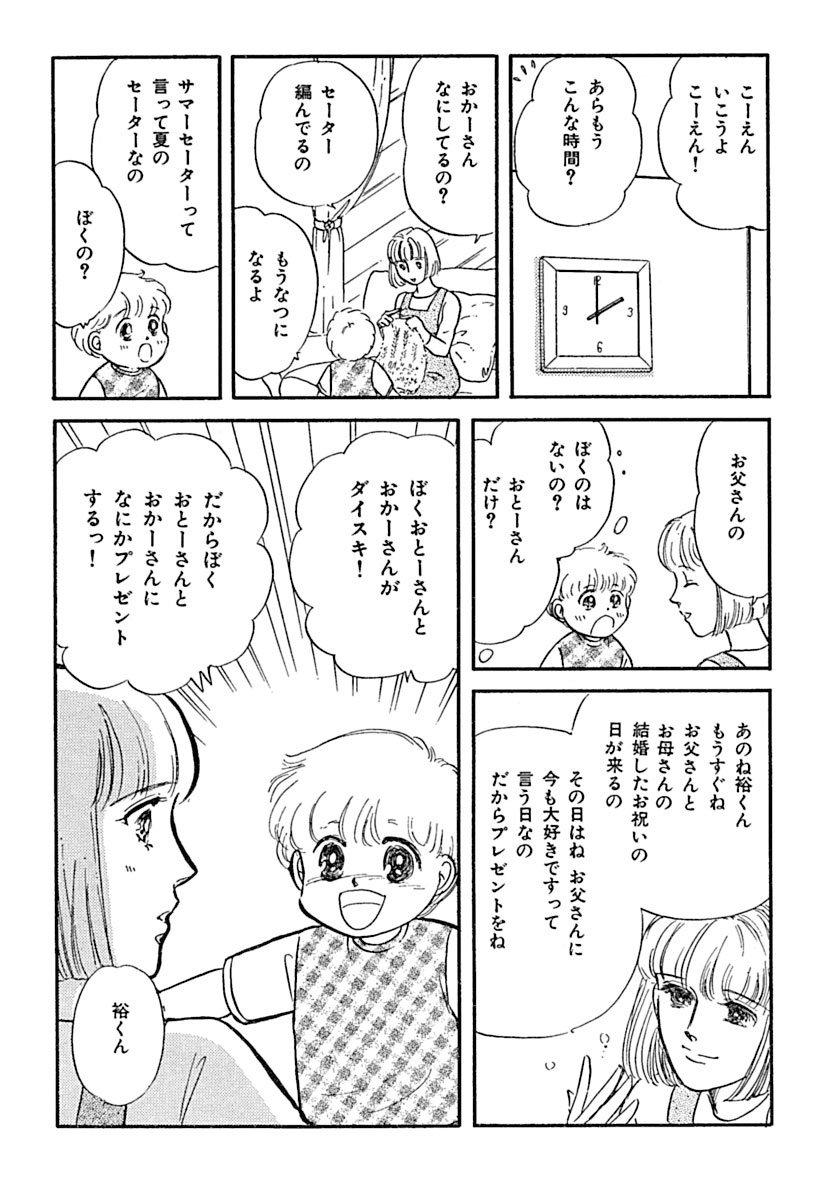 こーえん
いこうよ
こーえん！
あらもう
こんな時間？
12
3
6
9
おかーさん
なにしてるの？
セーター
編んでるの
もうなつに
なるよ
サマーセーターって
言って夏の
セーターなの
ぼくの？
お父さんの
ぼくのは
ないの？
おとーさん
だけ？
あのね裕くん
もうすぐね
お父さんと
お母さんの
結婚したお祝いの
日が来るの
その日はね お父さんに
今も大好きですって
言う日なの
だからプレゼントをね
ぼくおとーさんと
おかーさんが
ダイスキ！
だからぼく
おとーさんと
おかーさんに
なにかプレゼント
するっ！
裕くん